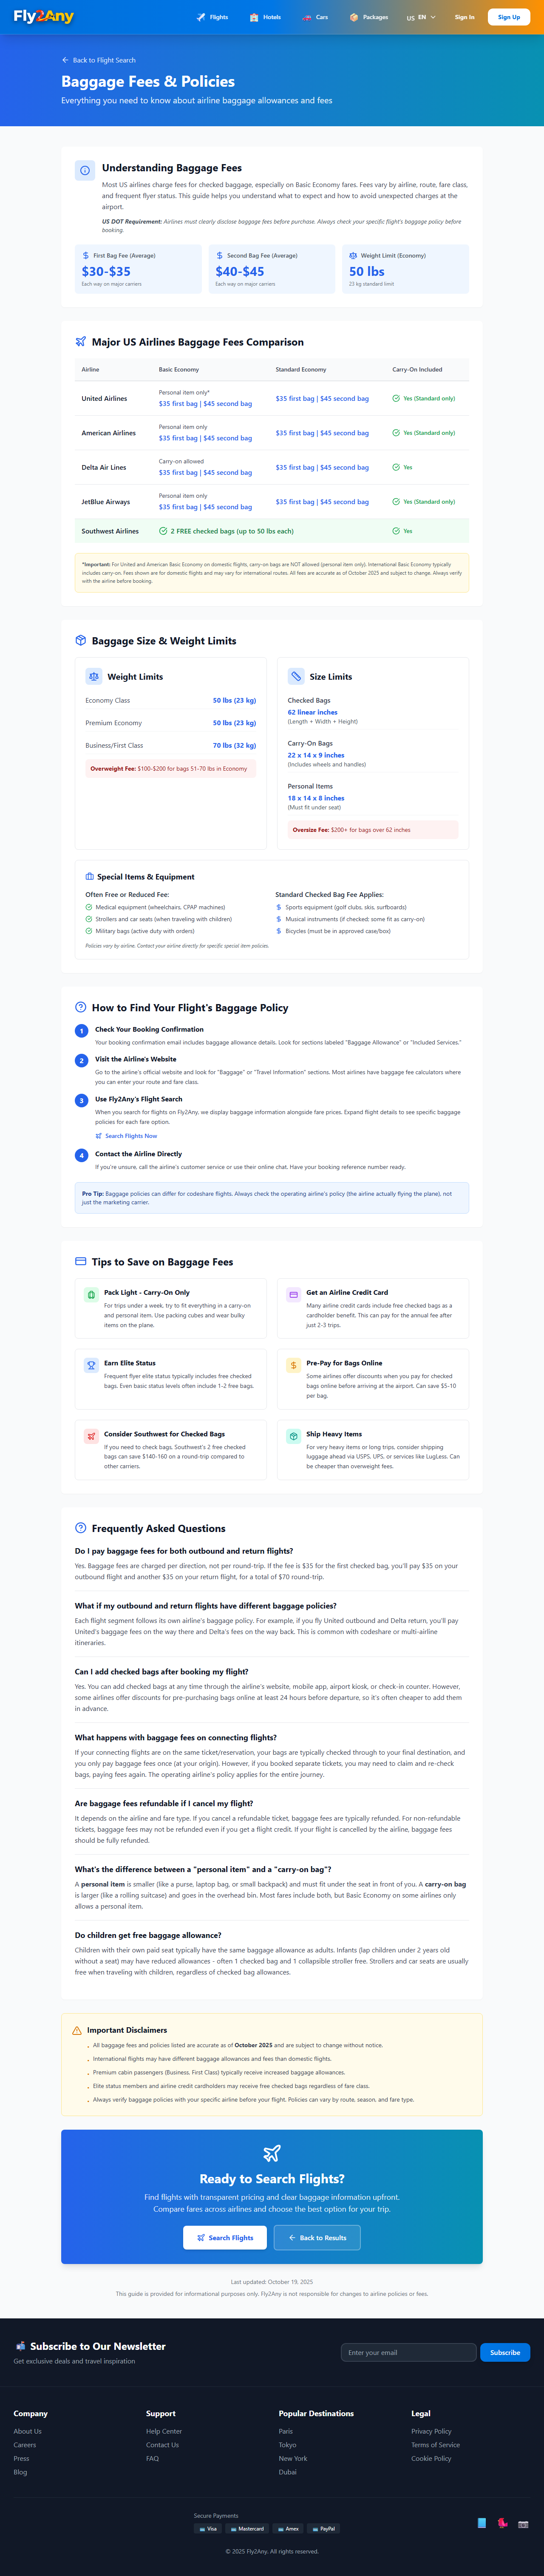 Fly2Any
Flights
Hotels
Cars
Packages
US EN
Sign In
Sign Up
Back to Flight Search
Baggage Fees & Policies
Everything you need to know about airline baggage allowances and fees
Understanding Baggage Fees
Most US airlines charge fees for checked baggage, especially on Basic Economy fares. Fees vary by airline, route, fare class,
and frequent flyer status. This guide helps you understand what to expect and how to avoid unexpected charges at the
airport.
US DOT Requirement: Airlines must clearly disclose baggage fees before purchase. Always check your specific flight's baggage policy before
booking.
First Bag Fee (Average)
$30-$35
Each way on major carriers
Second Bag Fee (Average)
$40-$45
Each way on major carriers
Weight Limit (Economy)
50 lbs
23 kg standard limit
Major US Airlines Baggage Fees Comparison
Airline
Basic Economy
Standard Economy
Carry-On Included
United Airlines
Personal item only*
$35 first bag | $45 second bag
$35 first bag | $45 second bag
Yes (Standard only)
American Airlines
Personal item only
$35 first bag | $45 second bag
$35 first bag | $45 second bag
Yes (Standard only)
Delta Air Lines
Carry-on allowed
$35 first bag | $45 second bag
$35 first bag | $45 second bag
Yes
JetBlue Airways
Personal item only
$35 first bag | $45 second bag
$35 first bag | $45 second bag
Yes (Standard only)
Southwest Airlines
2 FREE checked bags (up to 50 lbs each)
Yes
*Important: For United and American Basic Economy on domestic flights, carry-on bags are NOT allowed (personal item only). International Basic Economy typically
includes carry-on. Fees shown are for domestic flights and may vary for international routes. All fees are accurate as of October 2025 and subject to change. Always verify
with the airline before booking.
Baggage Size & Weight Limits
Weight Limits
Economy Class
50 lbs (23 kg)
Premium Economy
50 lbs (23 kg)
Business/First Class
70 lbs (32 kg)
Overweight Fee: $100-$200 for bags 51-70 lbs in Economy
Size Limits
Checked Bags
62 linear inches
(Length + Width + Height)
Carry-On Bags
22 x 14 x 9 inches
(Includes wheels and handles)
Personal Items
18 x 14 x 8 inches
(Must fit under seat)
Oversize Fee: $200+ for bags over 62 inches
Special Items & Equipment
Often Free or Reduced Fee:
Medical equipment (wheelchairs, CPAP machines)
Strollers and car seats (when traveling with children)
Military bags (active duty with orders)
Standard Checked Bag Fee Applies:
Sports equipment (golf clubs, skis, surfboards)
Musical instruments (if checked; some fit as carry-on)
Bicycles (must be in approved case/box)
Policies vary by airline. Contact your airline directly for specific special item policies.
How to Find Your Flight's Baggage Policy
1
Check Your Booking Confirmation
Your booking confirmation email includes baggage allowance details. Look for sections labeled "Baggage Allowance" or "Included Services."
2
Visit the Airline's Website
Go to the airline's official website and look for "Baggage" or "Travel Information" sections. Most airlines have baggage fee calculators where
you can enter your route and fare class.
3
Use Fly2Any's Flight Search
When you search for flights on Fly2Any, we display baggage information alongside fare prices. Expand flight details to see specific baggage
policies for each fare option.
Search Flights Now
4
Contact the Airline Directly
If you're unsure, call the airline's customer service or use their online chat. Have your booking reference number ready.
Pro Tip: Baggage policies can differ for codeshare flights. Always check the operating airline's policy (the airline actually flying the plane), not
just the marketing carrier.
Tips to Save on Baggage Fees
Pack Light - Carry-On Only
For trips under a week, try to fit everything in a carry-on
and personal item. Use packing cubes and wear bulky
items on the plane.
Get an Airline Credit Card
Many airline credit cards include free checked bags as a
cardholder benefit. This can pay for the annual fee after
just 2-3 trips.
Earn Elite Status
Frequent flyer elite status typically includes free checked
bags. Even basic status levels often include 1-2 free bags.
Pre-Pay for Bags Online
Some airlines offer discounts when you pay for checked
bags online before arriving at the airport. Can save $5-10
per bag.
Consider Southwest for Checked Bags
If you need to check bags, Southwest's 2 free checked
bags can save $140-160 on a round-trip compared to
other carriers.
Ship Heavy Items
For very heavy items or long trips, consider shipping
luggage ahead via USPS, UPS, or services like LugLess. Can
be cheaper than overweight fees.
Frequently Asked Questions
Do I pay baggage fees for both outbound and return flights?
Yes. Baggage fees are charged per direction, not per round-trip. If the fee is $35 for the first checked bag, you'll pay $35 on your
outbound flight and another $35 on your return flight, for a total of $70 round-trip.
What if my outbound and return flights have different baggage policies?
Each flight segment follows its own airline's baggage policy. For example, if you fly United outbound and Delta return, you'll pay
United's baggage fees on the way there and Delta's fees on the way back. This is common with codeshare or multi-airline
itineraries.
Can I add checked bags after booking my flight?
Yes. You can add checked bags at any time through the airline's website, mobile app, airport kiosk, or check-in counter. However,
some airlines offer discounts for pre-purchasing bags online at least 24 hours before departure, so it's often cheaper to add them
in advance.
What happens with baggage fees on connecting flights?
If your connecting flights are on the same ticket/reservation, your bags are typically checked through to your final destination, and
you only pay baggage fees once (at your origin). However, if you booked separate tickets, you may need to claim and re-check
bags, paying fees again. The operating airline's policy applies for the entire journey.
Are baggage fees refundable if I cancel my flight?
It depends on the airline and fare type. If you cancel a refundable ticket, baggage fees are typically refunded. For non-refundable
tickets, baggage fees may not be refunded even if you get a flight credit. If your flight is cancelled by the airline, baggage fees
should be fully refunded.
What's the difference between a "personal item" and a "carry-on bag"?
A personal item is smaller (like a purse, laptop bag, or small backpack) and must fit under the seat in front of you. A carry-on bag
is larger (like a rolling suitcase) and goes in the overhead bin. Most fares include both, but Basic Economy on some airlines only
allows a personal item.
Do children get free baggage allowance?
Children with their own paid seat typically have the same baggage allowance as adults. Infants (lap children under 2 years old
without a seat) may have reduced allowances - often 1 checked bag and 1 collapsible stroller free. Strollers and car seats are usually
free when traveling with children, regardless of checked bag allowances.
Important Disclaimers
• All baggage fees and policies listed are accurate as of October 2025 and are subject to change without notice.
• International flights may have different baggage allowances and fees than domestic flights.
• Premium cabin passengers (Business, First Class) typically receive increased baggage allowances.
• Elite status members and airline credit cardholders may receive free checked bags regardless of fare class.
• Always verify baggage policies with your specific airline before your flight. Policies can vary by route, season, and fare type.
Ready to Search Flights?
Find flights with transparent pricing and clear baggage information upfront.
Compare fares across airlines and choose the best option for your trip.
Search Flights
Back to Results
Last updated: October 19, 2025
This guide is provided for informational purposes only. Fly2Any is not responsible for changes to airline policies or fees.
Subscribe to Our Newsletter
Get exclusive deals and travel inspiration
Enter your email
Subscribe
Company
About Us
Careers
Press
Blog
Support
Help Center
Contact Us
FAQ
Popular Destinations
Paris
Tokyo
New York
Dubai
Legal
Privacy Policy
Terms of Service
Cookie Policy
Secure Payments
Visa
Mastercard
Amex
PayPal
© 2025 Fly2Any. All rights reserved.